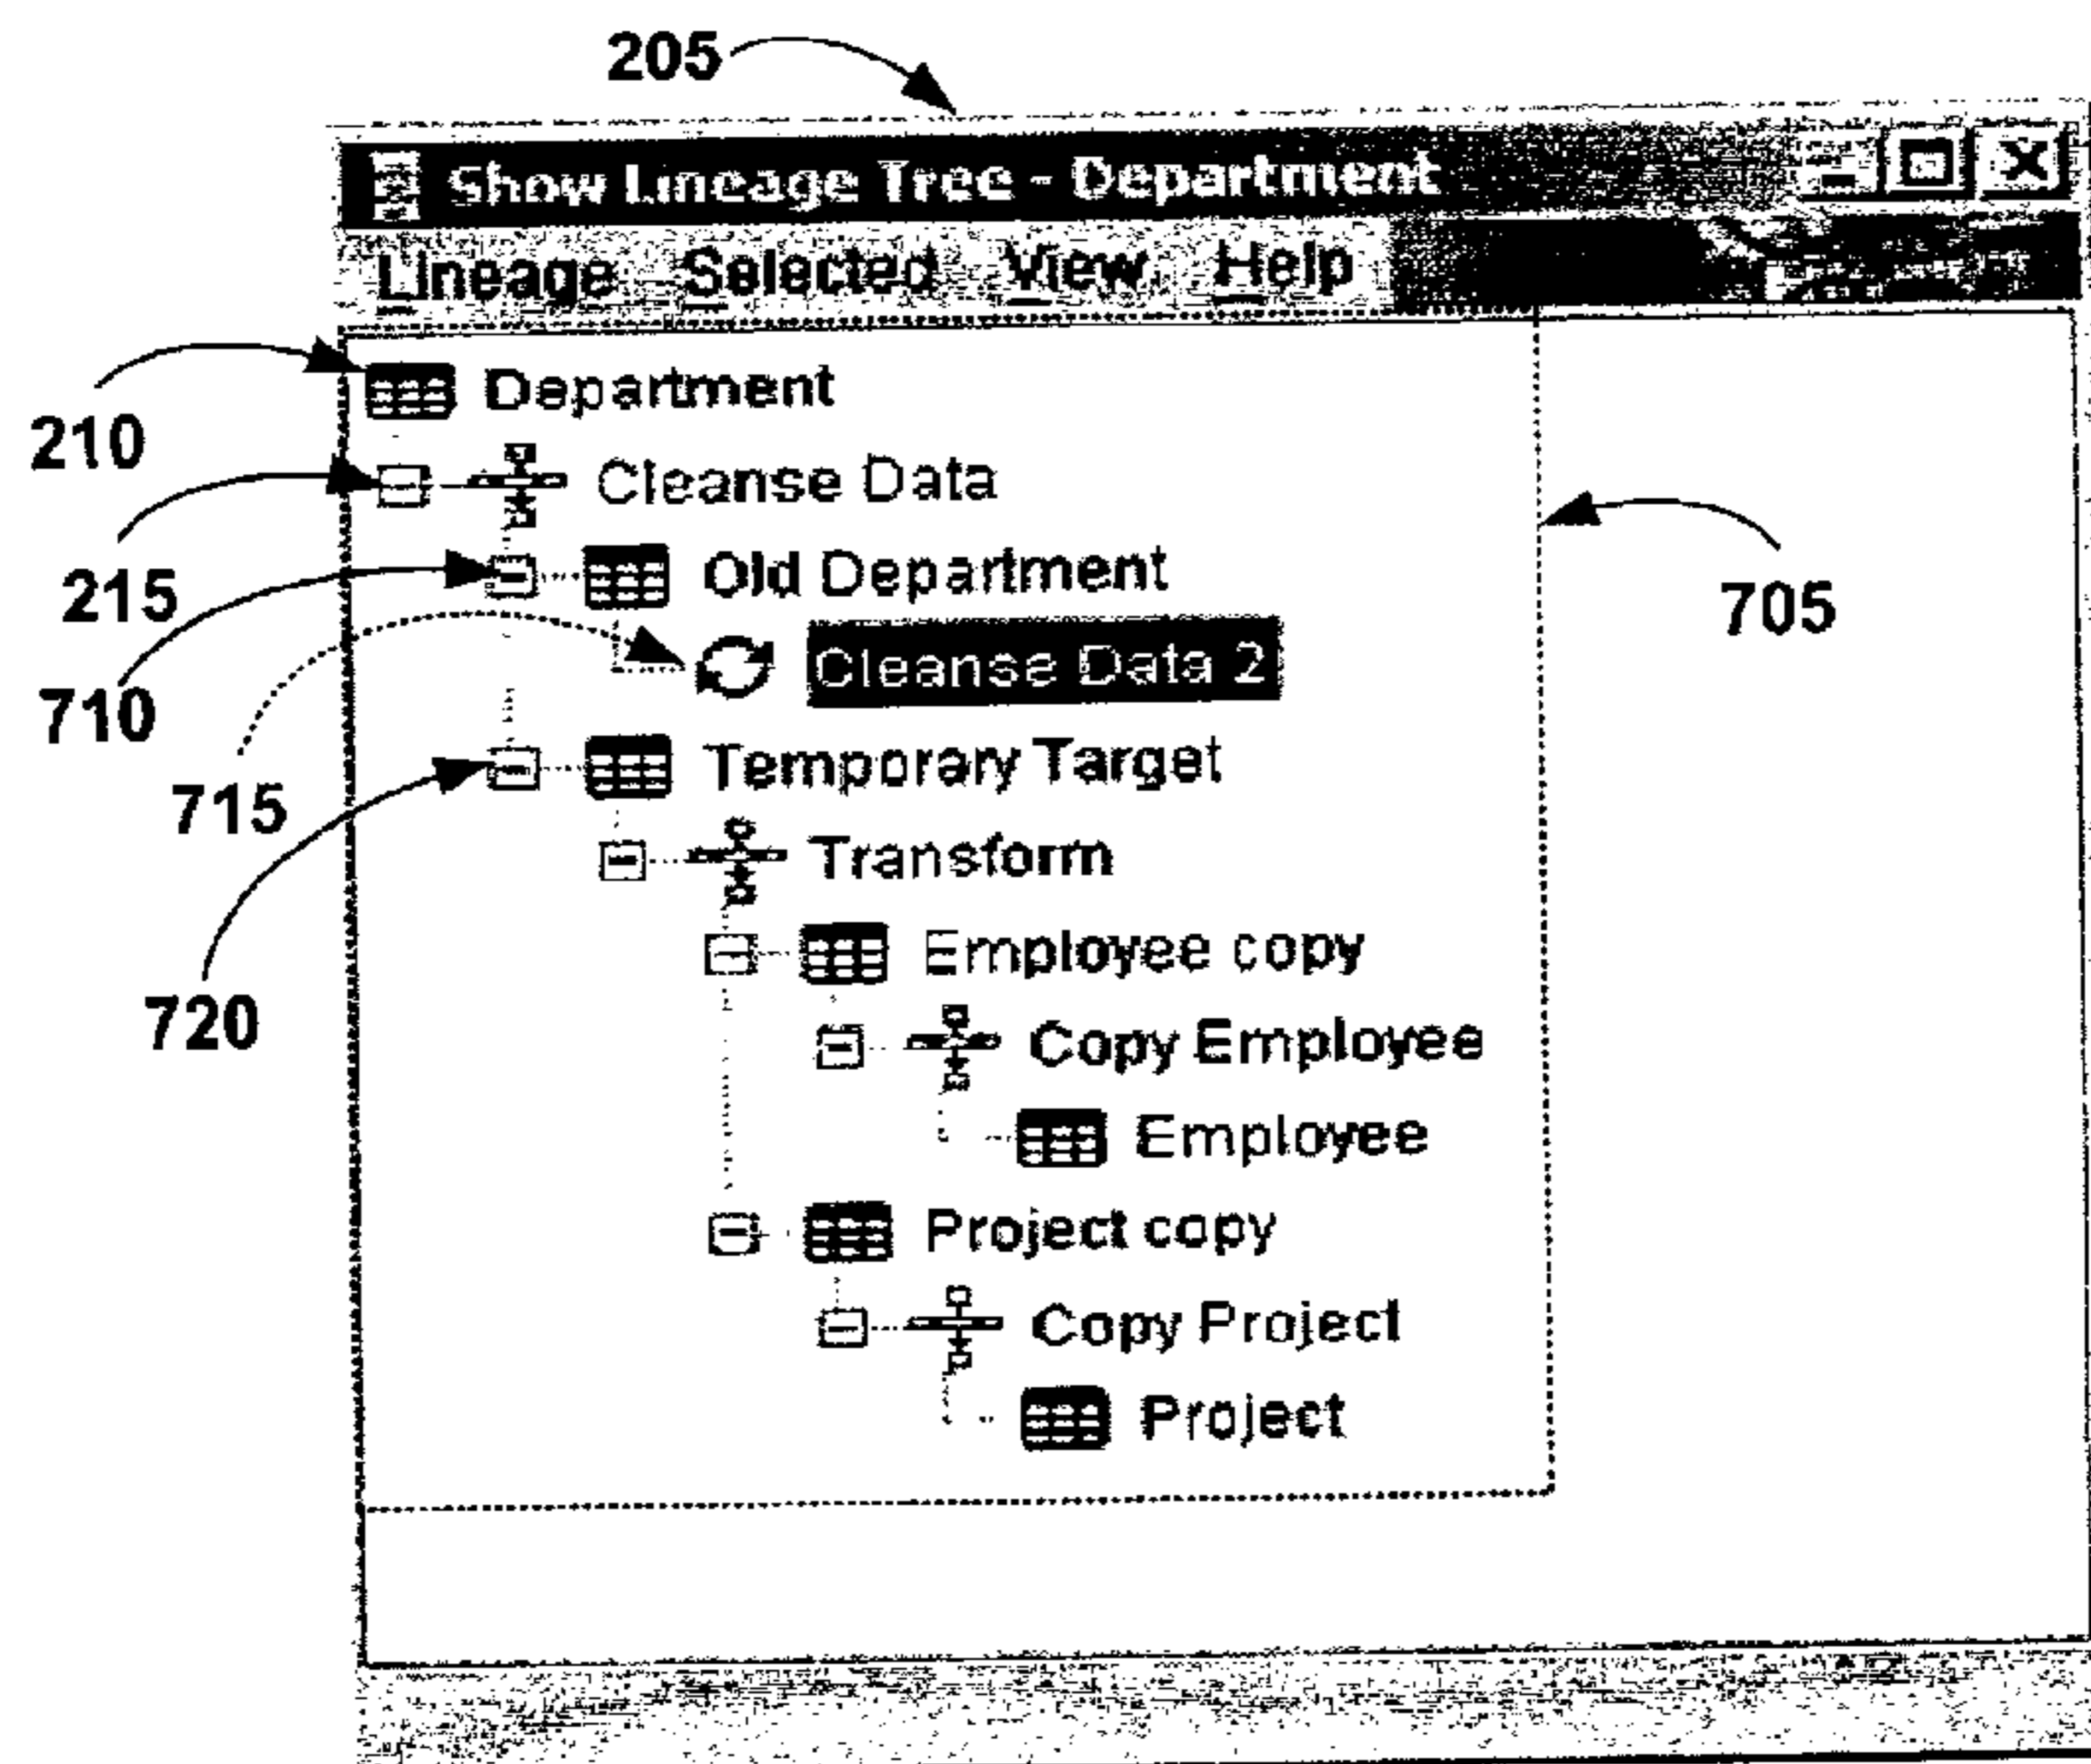 205
Show Lineage Tree - Department
Lineage Selected View Help
Department
210
Cleanse Data
215
Old Department
705
Cleanse Data 2
710
Temporary Target
715
Transform
Employee copy
720
Copy Employee
Employee
Project copy
Copy Project
Project